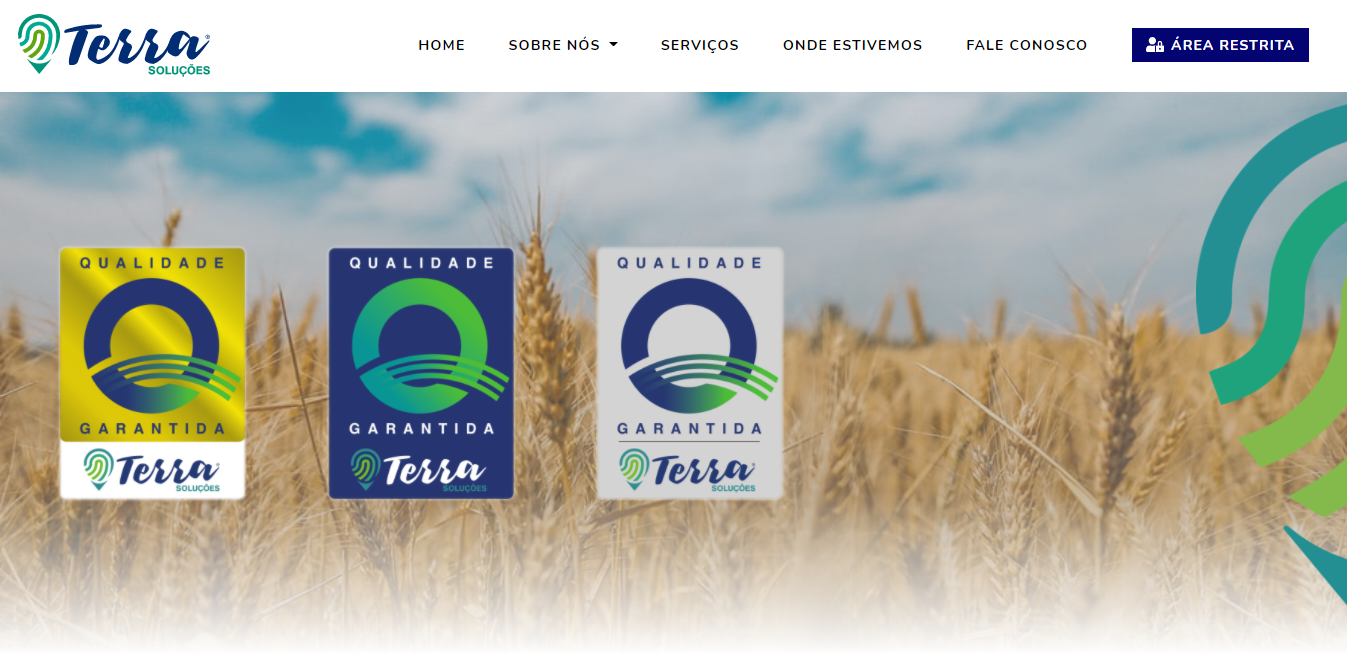 Terra®
SOLUÇÕES
HOME SOBRE NÓS SERVIÇOS ONDE ESTIVEMOS FALE CONOSCO ÁREA RESTRITA
QUALIDADE
GARANTIDA
Terra
SOLUÇÕES
QUALIDADE
GARANTIDA
Terra
SOLUÇÕES
QUALIDADE
GARANTIDA
Terra
SOLUÇÕES